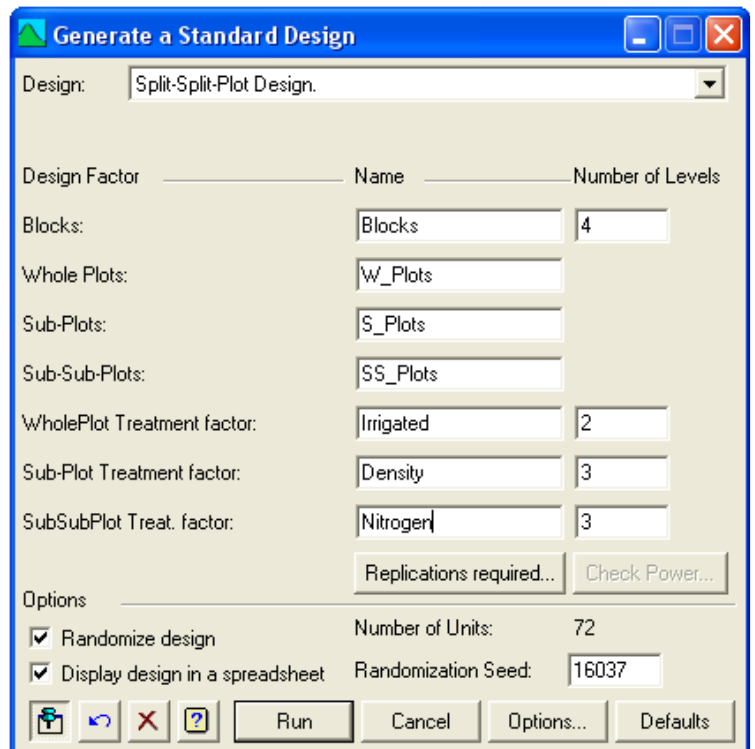 Generate a Standard Design
Design: Split-Split-Plot Design.
Design Factor Name Number of Levels
Blocks: Blocks 4
Whole Plots: W_Plots
Sub-Plots: S_Plots
Sub-Sub-Plots: SS_Plots
WholePlot Treatment factor: Irrigated 2
Sub-Plot Treatment factor: Density 3
SubSubPlot Treat. factor: Nitrogen 3
Replications required... Check Power...
Options
Randomize design Number of Units: 72
Display design in a spreadsheet Randomization Seed: 16037
Run Cancel Options... Defaults